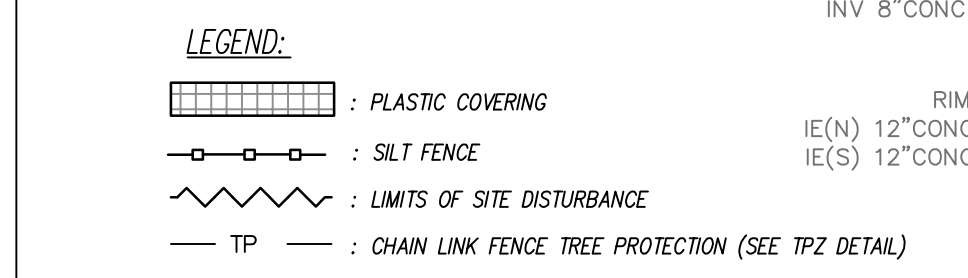 INV 8"CONC
LEGEND:
: PLASTIC COVERING
RIM
IE(N) 12"CONC
: SILT FENCE
IE(S) 12"CONC
: LIMITS OF SITE DISTURBANCE
TP : CHAIN LINK FENCE TREE PROTECTION (SEE TPZ DETAIL)